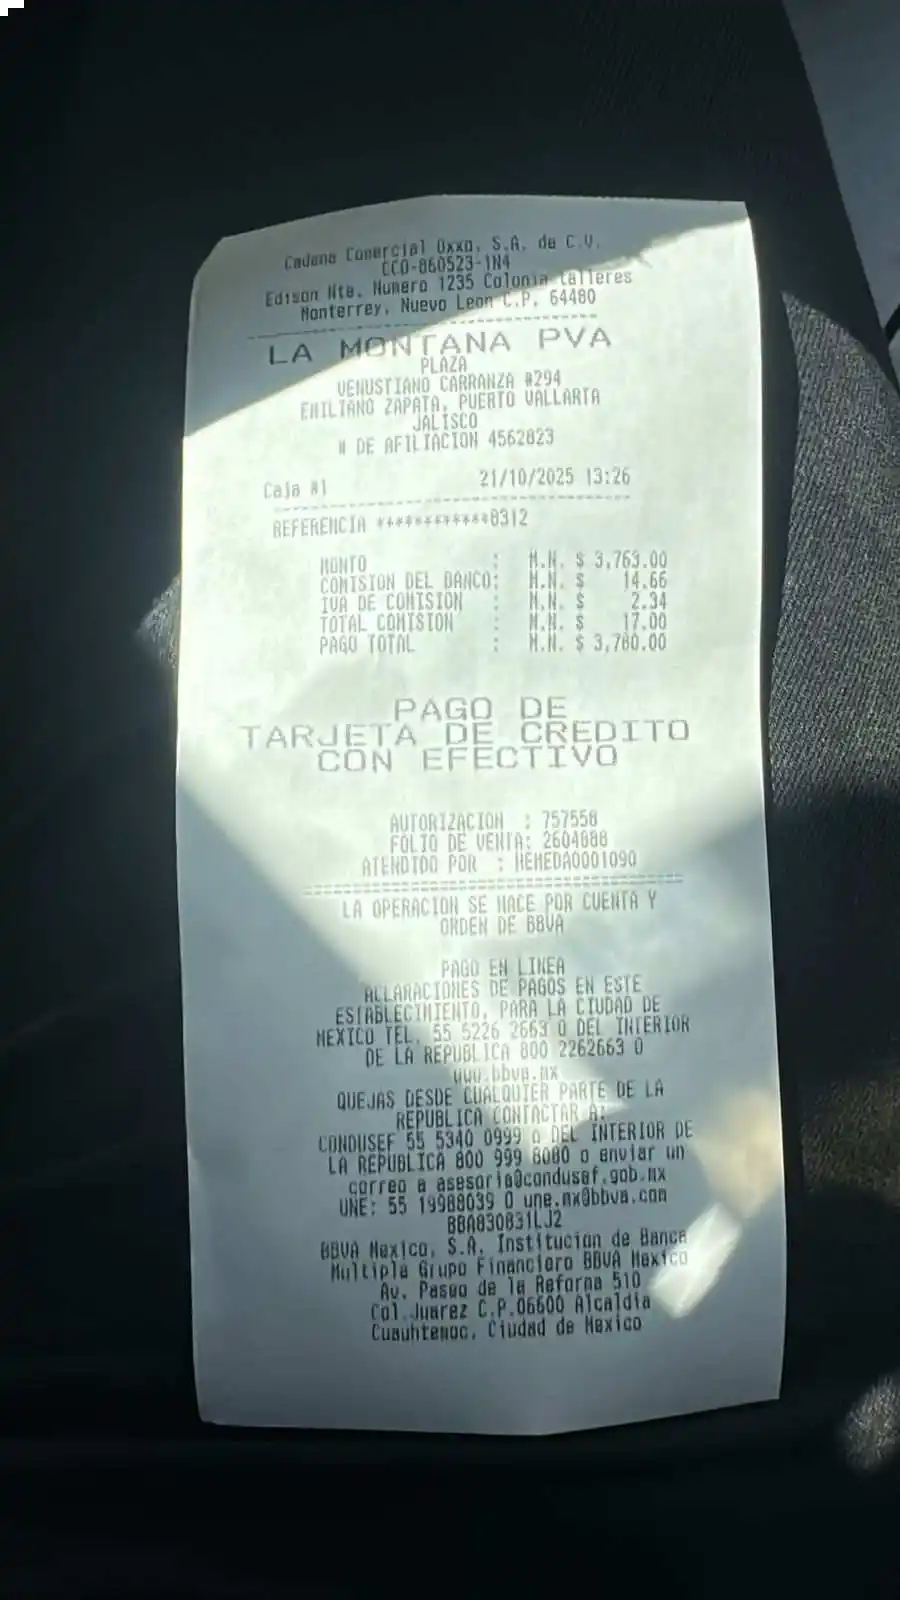 Cadena Comercial Oxxo, S.A. de C.V.
CCO-860523-1N4
Edison Nte. Numero 1235 Colonia talleres
Monterrey, Nuevo Leon C.P. 64480
LA MONTANA PVA
PLAZA
VENUSTIANO CARRANZA #294
EMILIANO ZAPATA, PUERTO VALLARTA
JALISCO
# DE AFILIACION 4562823
Caja #1 21/10/2025 13:26
REFERENCIA ************8312
MONTO : M.N. $ 3,763.00
COMISION DEL BANCO: M.N. $ 14.66
IVA DE COMISION : M.N. $ 2.34
TOTAL COMISION : M.N. $ 17.00
PAGO TOTAL : M.N. $ 3,780.00
PAGO DE
TARJETA DE CREDITO
CON EFECTIVO
AUTORIZACION : 757558
FOLIO DE VENTA: 2604888
ATENDIDO POR : HEMEDA0001090
LA OPERACION SE HACE POR CUENTA Y
ORDEN DE BBVA
PAGO EN LINEA
ACLARACIONES DE PAGOS EN ESTE
ESTABLECIMIENTO, PARA LA CIUDAD DE
MEXICO TEL. 55 5226 2663 O DEL INTERIOR
DE LA REPUBLICA 800 2262663 O
www.bbva.mx
QUEJAS DESDE CUALQUIER PARTE DE LA
REPUBLICA CONTACTAR A:
CONDUSEF 55 5340 0999 o DEL INTERIOR DE
LA REPUBLICA 800 999 8080 o enviar un
correo a asesoria@condusef.gob.mx
UNE: 55 19988039 O une.mx@bbva.com
BBA830831LJ2
BBVA Mexico, S.A. Institucion de Banca
Multiple Grupo Financiero BBVA Mexico
Av. Paseo de la Reforma 510
Col.Juarez C.P.06600 Alcaldia
Cuauhtemoc, Ciudad de Mexico